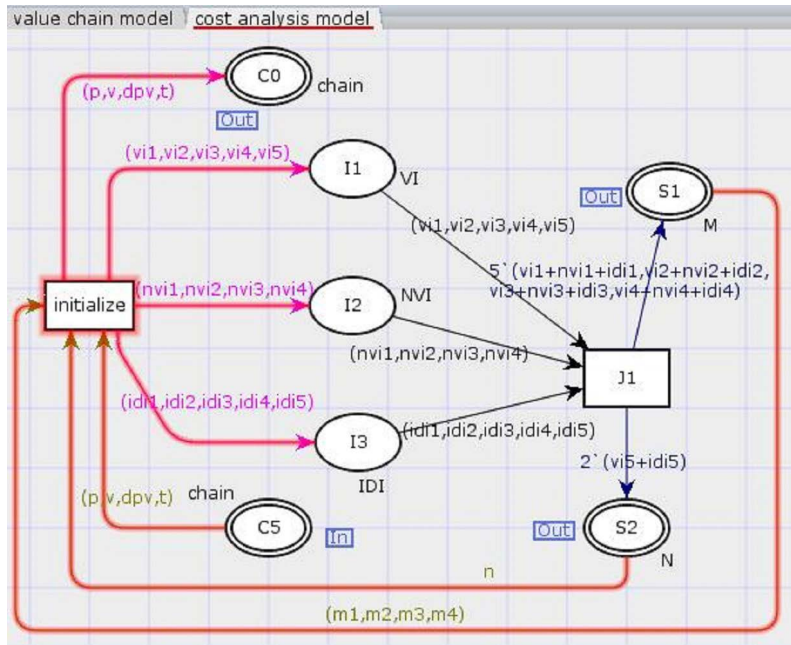 value chain model
cost analysis model
C0
chain
(p,v,dpv,t)
Out
(vi1,vi2,vi3,vi4,vi5)
I1
VI
S1
Out
M
(vi1,vi2,vi3,vi4,vi5)
5`(vi1+nvi1+idi1,vi2+nvi2+idi2,
vi3+nvi3+idi3,vi4+nvi4+idi4)
initialize
(nvi1,nvi2,nvi3,nvi4)
I2
NVI
(nvi1,nvi2,nvi3,nvi4)
J1
(idi1,idi2,idi3,idi4,idi5)
I3
IDI
(idi1,idi2,idi3,idi4,idi5)
2`(vi5+idi5)
(p,v,dpv,t)
chain
C5
In
Out
S2
N
n
(m1,m2,m3,m4)